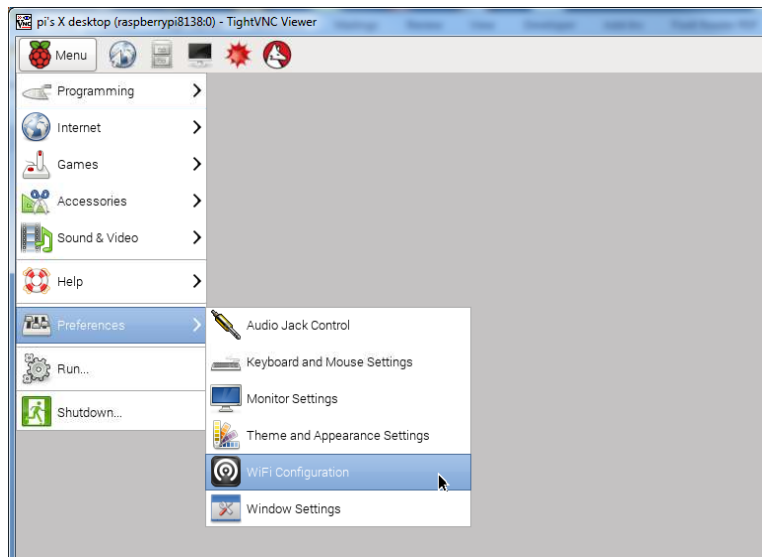 pi's X desktop (raspberrypi8138:0) - TightVNC Viewer
Menu
Programming
Internet
Games
Accessories
Sound & Video
Help
Preferences
Run...
Shutdown...
Audio Jack Control
Keyboard and Mouse Settings
Monitor Settings
Theme and Appearance Settings
WiFi Configuration
Window Settings